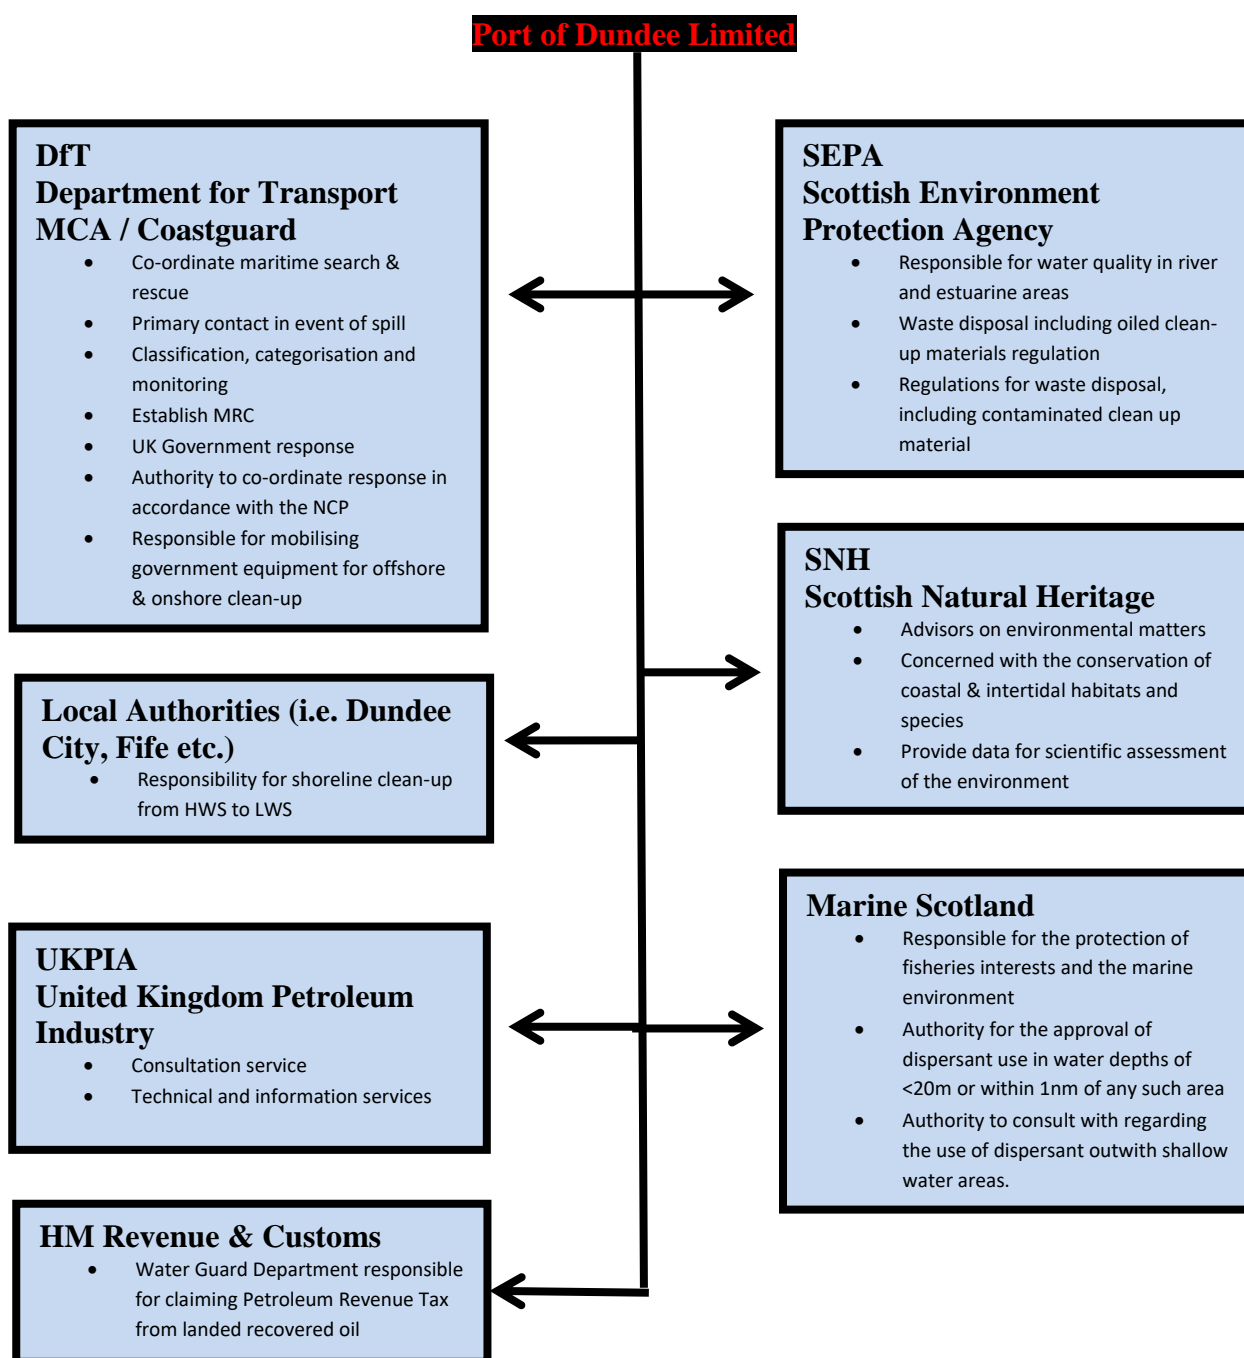 Port of Dundee Limited
DfT
Department for Transport
MCA / Coastguard
• Co-ordinate maritime search &
rescue
• Primary contact in event of spill
• Classification, categorisation and
monitoring
• Establish MRC
• UK Government response
• Authority to co-ordinate response in
accordance with the NCP
• Responsible for mobilising
government equipment for offshore
& onshore clean-up
SEPA
Scottish Environment
Protection Agency
• Responsible for water quality in river
and estuarine areas
• Waste disposal including oiled clean-
up materials regulation
• Regulations for waste disposal,
including contaminated clean up
material
SNH
Scottish Natural Heritage
• Advisors on environmental matters
• Concerned with the conservation of
coastal & intertidal habitats and
species
• Provide data for scientific assessment
of the environment
Local Authorities (i.e. Dundee
City, Fife etc.)
• Responsibility for shoreline clean-up
from HWS to LWS
Marine Scotland
• Responsible for the protection of
fisheries interests and the marine
environment
• Authority for the approval of
dispersant use in water depths of
<20m or within 1nm of any such area
• Authority to consult with regarding
the use of dispersant outwith shallow
water areas.
UKPIA
United Kingdom Petroleum
Industry
• Consultation service
• Technical and information services
HM Revenue & Customs
• Water Guard Department responsible
for claiming Petroleum Revenue Tax
from landed recovered oil